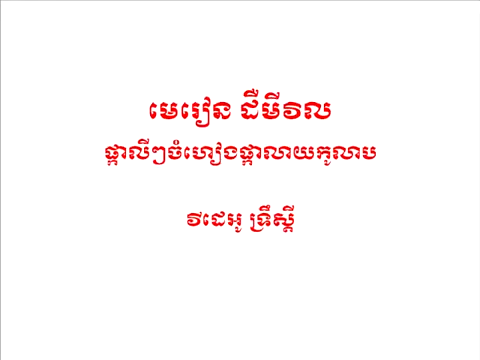 មេរៀន ដឺមីវិល
ផ្កាលីៗចំហៀងផ្កាលាយកូលាប
វីដេអូ ទ្រឹស្តី